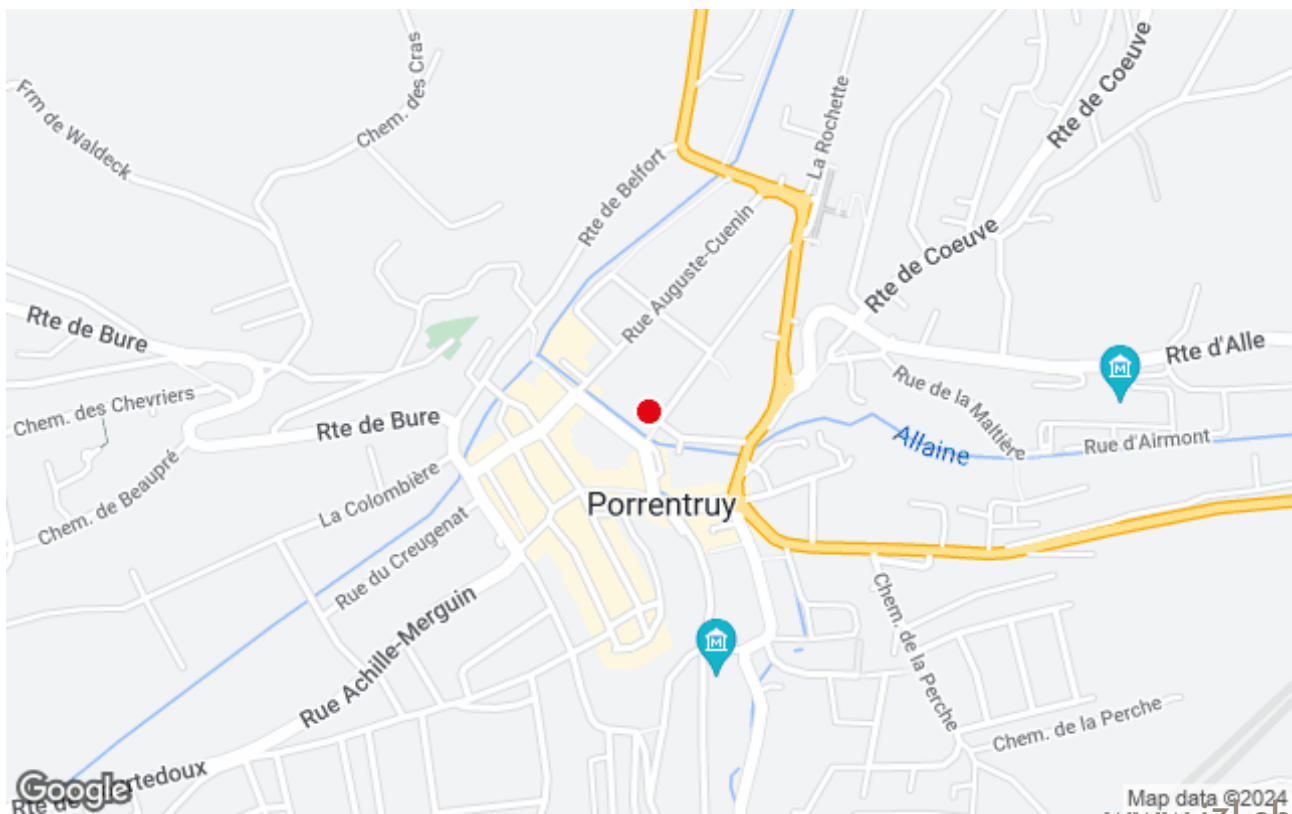 Chem. des Cras
Frm de Waldeck
Rte de Belfort
La Rochette
Rte de Coeuve
Rue Auguste-Cuenin
Rte de Coeuve
Rte de Bure
Rte d'Alle
Rue de la Maltière
Chem. des Chevriers
Rte de Bure
Allaine
Rue d'Airmont
Chem. de Beaupré
La Colombière
Porrentruy
Rue du Creugenat
Rue Achille-Merguin
Chem. de la Perche
Chem. de la Perche
M
M
Google
Map data ©2024